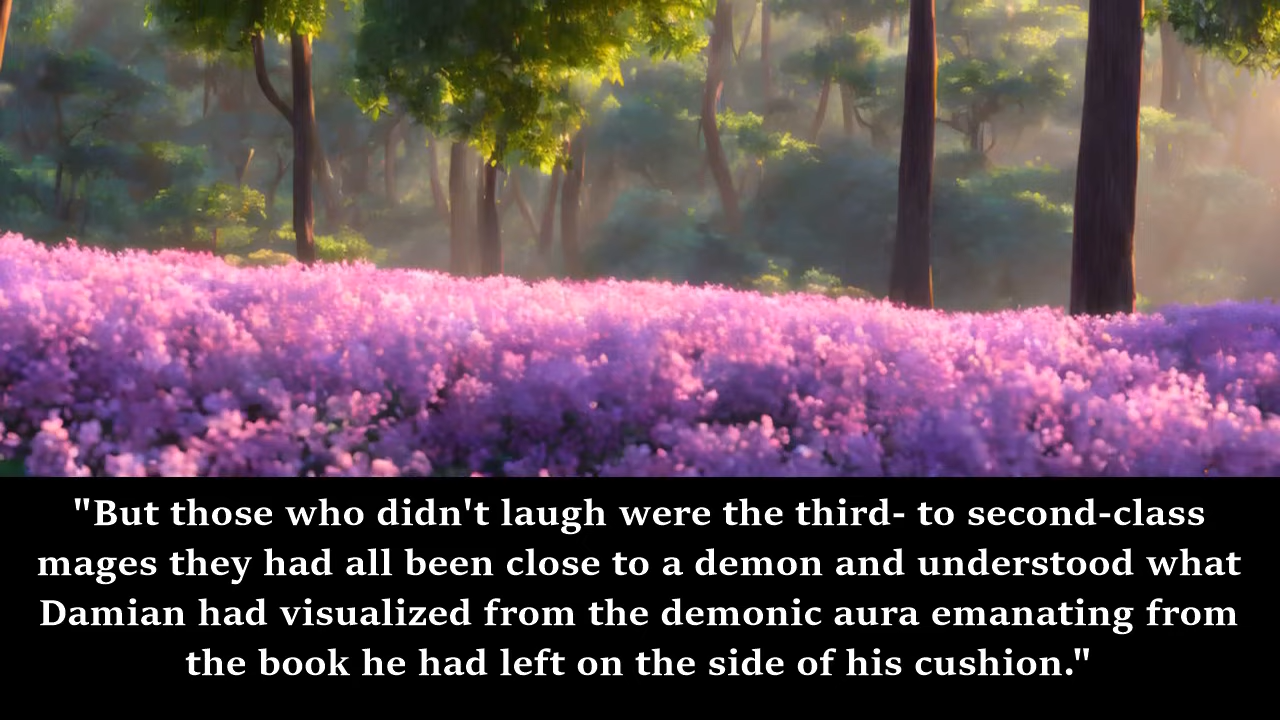 "But those who didn't laugh were the third- to second-class
mages they had all been close to a demon and understood what
Damian had visualized from the demonic aura emanating from
the book he had left on the side of his cushion."